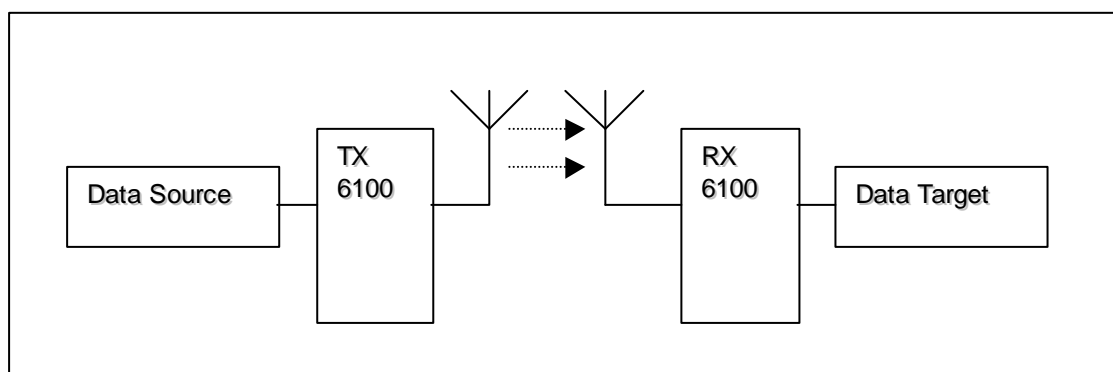 Data Source
TX
6100
RX
6100
Data Target